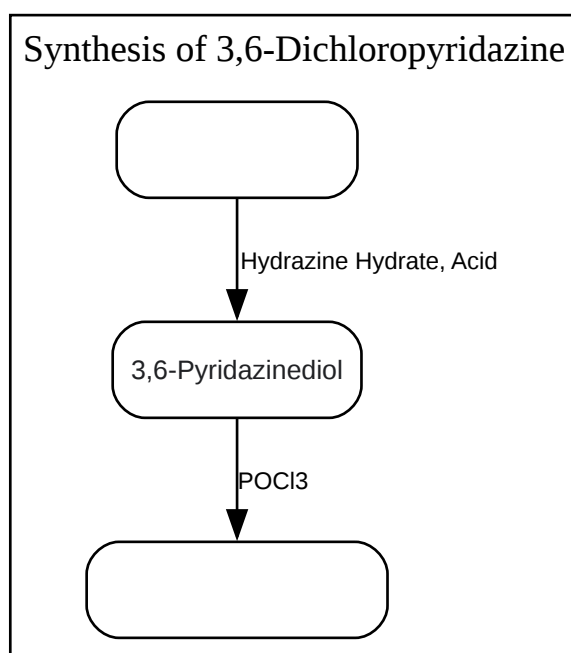 Synthesis of 3,6-Dichloropyridazine
Hydrazine Hydrate, Acid
3,6-Pyridazinediol
POCl3